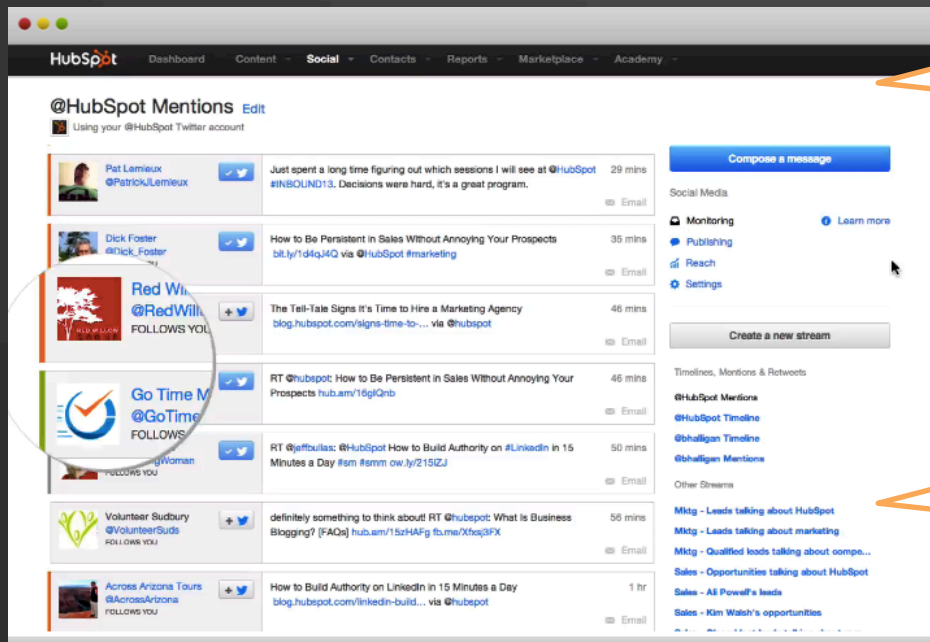 HubSpot Dashboard Content Social Contacts Reports Marketplace Academy
@HubSpot Mentions Edit
Using your @HubSpot Twitter account
Pat Lemieux
@PatrickJLemieux
Just spent a long time figuring out which sessions I will see at @HubSpot
#INBOUND13. Decisions were hard, it's a great program.
29 mins
Email
Dick Foster
@Dick_Foster
How to Be Persistent in Sales Without Annoying Your Prospects
bit.ly/1d4qJ4Q via @HubSpot #marketing
35 mins
Email
Red Wil
@RedWill
FOLLOWS YOU
The Tell-Tale Signs It's Time to Hire a Marketing Agency
blog.hubspot.com/signs-time-to-... via @hubspot
46 mins
Email
Go Time M
@GoTime
FOLLOWS
RT @hubspot: How to Be Persistent in Sales Without Annoying Your
Prospects hub.am/16glQnb
46 mins
Email
gWoman
FOLLOWS YOU
RT @jeffbullas: @HubSpot How to Build Authority on #LinkedIn in 15
Minutes a Day #sm #smm ow.ly/215lZJ
50 mins
Email
Volunteer Sudbury
@VolunteerSuds
FOLLOWS YOU
definitely something to think about! RT @hubspot: What Is Business
Blogging? [FAQs] hub.am/15zHAFg fb.me/Xfxsj3FX
56 mins
Email
Across Arizona Tours
@AcrossArizona
FOLLOWS YOU
How to Build Authority on LinkedIn in 15 Minutes a Day
blog.hubspot.com/linkedin-build... via @hubspot
1 hr
Email
Compose a message
Social Media
Monitoring Learn more
Publishing
Reach
Settings
Create a new stream
Timelines, Mentions & Retweets
@HubSpot Mentions
@HubSpot Timeline
@bhalligan Timeline
@bhalligan Mentions
Other Streams
Mktg - Leads talking about HubSpot
Mktg - Leads talking about marketing
Mktg - Qualified leads talking about compe...
Sales - Opportunities talking about HubSpot
Sales - Ali Powell's leads
Sales - Kim Walsh's opportunities